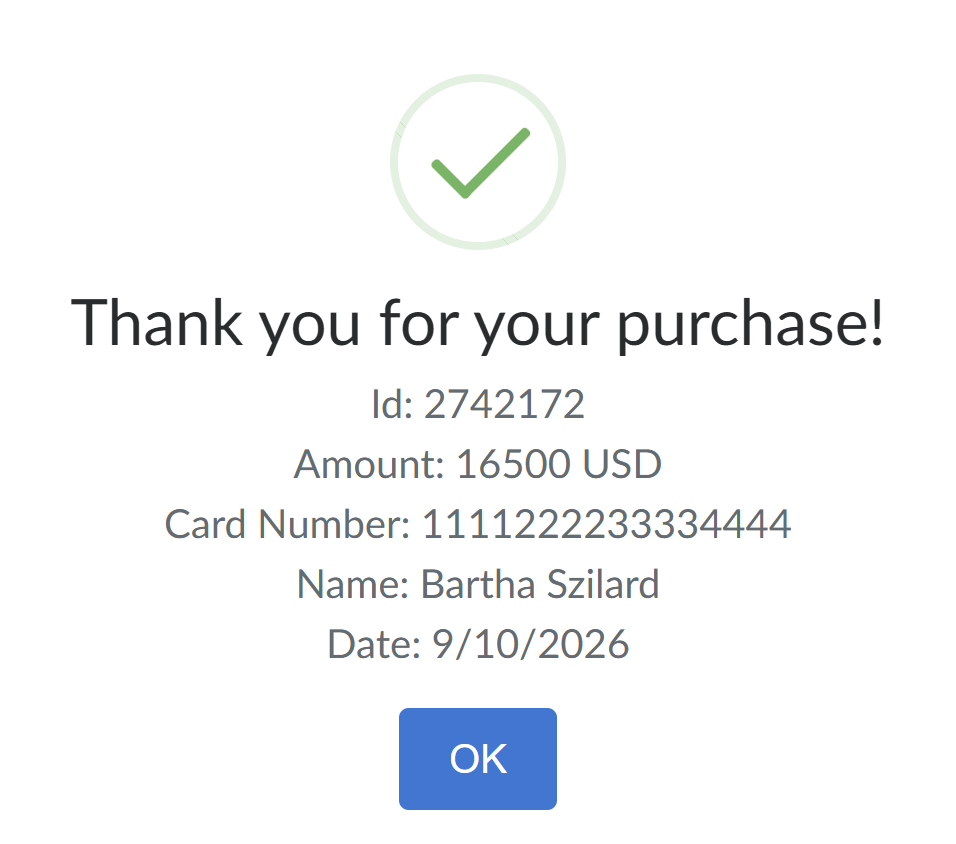 Thank you for your purchase!
Id: 2742172
Amount: 16500 USD
Card Number: 1111222233334444
Name: Bartha Szilard
Date: 9/10/2026
OK